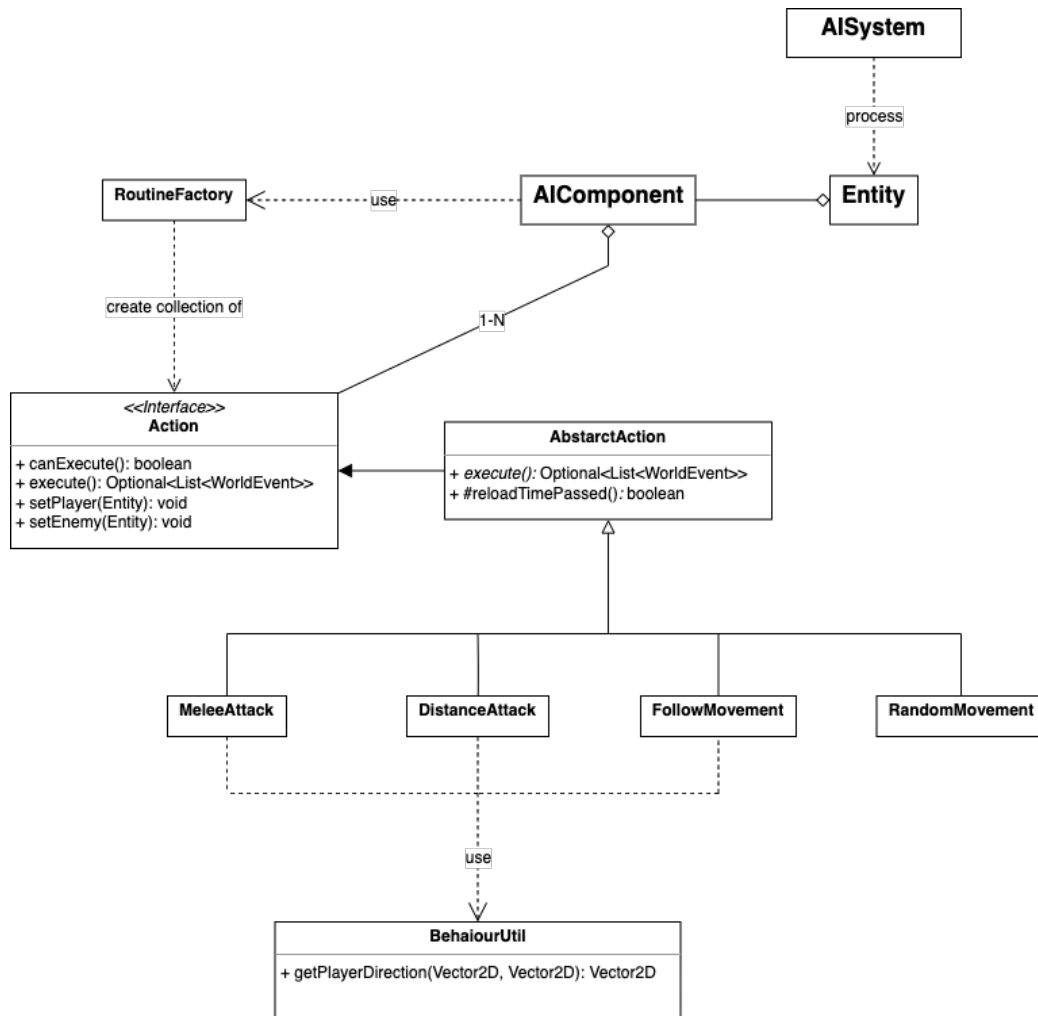 AISystem
process
RoutineFactory
use
AIComponent
Entity
create collection of
1-N
<<Interface>>
Action
+ canExecute(): boolean
+ execute(): Optional<List<WorldEvent>>
+ setPlayer(Entity): void
+ setEnemy(Entity): void
AbstarctAction
+ execute(): Optional<List<WorldEvent>>
+ #reloadTimePassed(): boolean
MeleeAttack
DistanceAttack
FollowMovement
RandomMovement
use
BehaiourUtil
+ getPlayerDirection(Vector2D, Vector2D): Vector2D